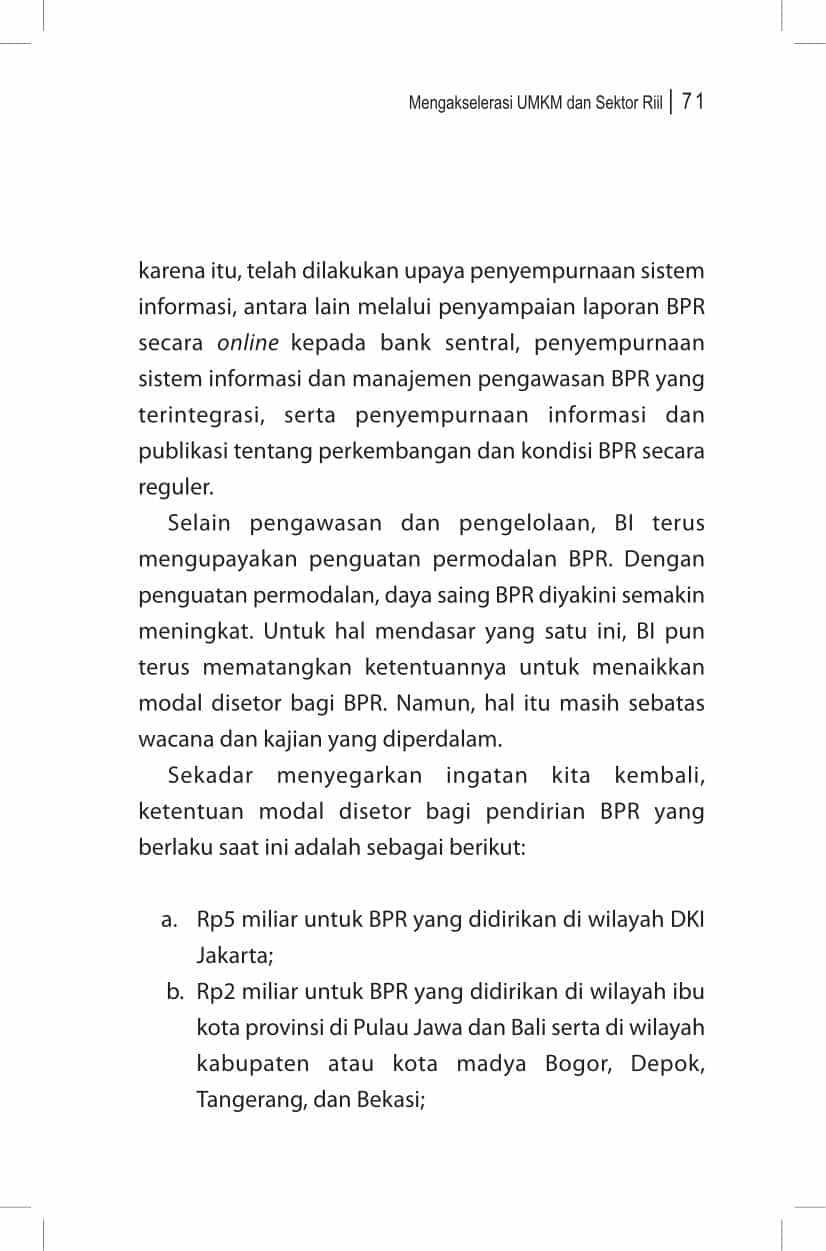 Mengakselerasi UMKM dan Sektor Riil | 71
karena itu, telah dilakukan upaya penyempurnaan sistem
informasi, antara lain melalui penyampaian laporan BPR
secara online kepada bank sentral, penyempurnaan
sistem informasi dan manajemen pengawasan BPR yang
terintegrasi, serta penyempurnaan informasi dan
publikasi tentang perkembangan dan kondisi BPR secara
reguler.
Selain pengawasan dan pengelolaan, BI terus
mengupayakan penguatan permodalan BPR. Dengan
penguatan permodalan, daya saing BPR diyakini semakin
meningkat. Untuk hal mendasar yang satu ini, BI pun
terus mematangkan ketentuannya untuk menaikkan
modal disetor bagi BPR. Namun, hal itu masih sebatas
wacana dan kajian yang diperdalam.
Sekadar menyegarkan ingatan kita kembali,
ketentuan modal disetor bagi pendirian BPR yang
berlaku saat ini adalah sebagai berikut:
a. Rp5 miliar untuk BPR yang didirikan di wilayah DKI
Jakarta;
b. Rp2 miliar untuk BPR yang didirikan di wilayah ibu
kota provinsi di Pulau Jawa dan Bali serta di wilayah
kabupaten atau kota madya Bogor, Depok,
Tangerang, dan Bekasi;